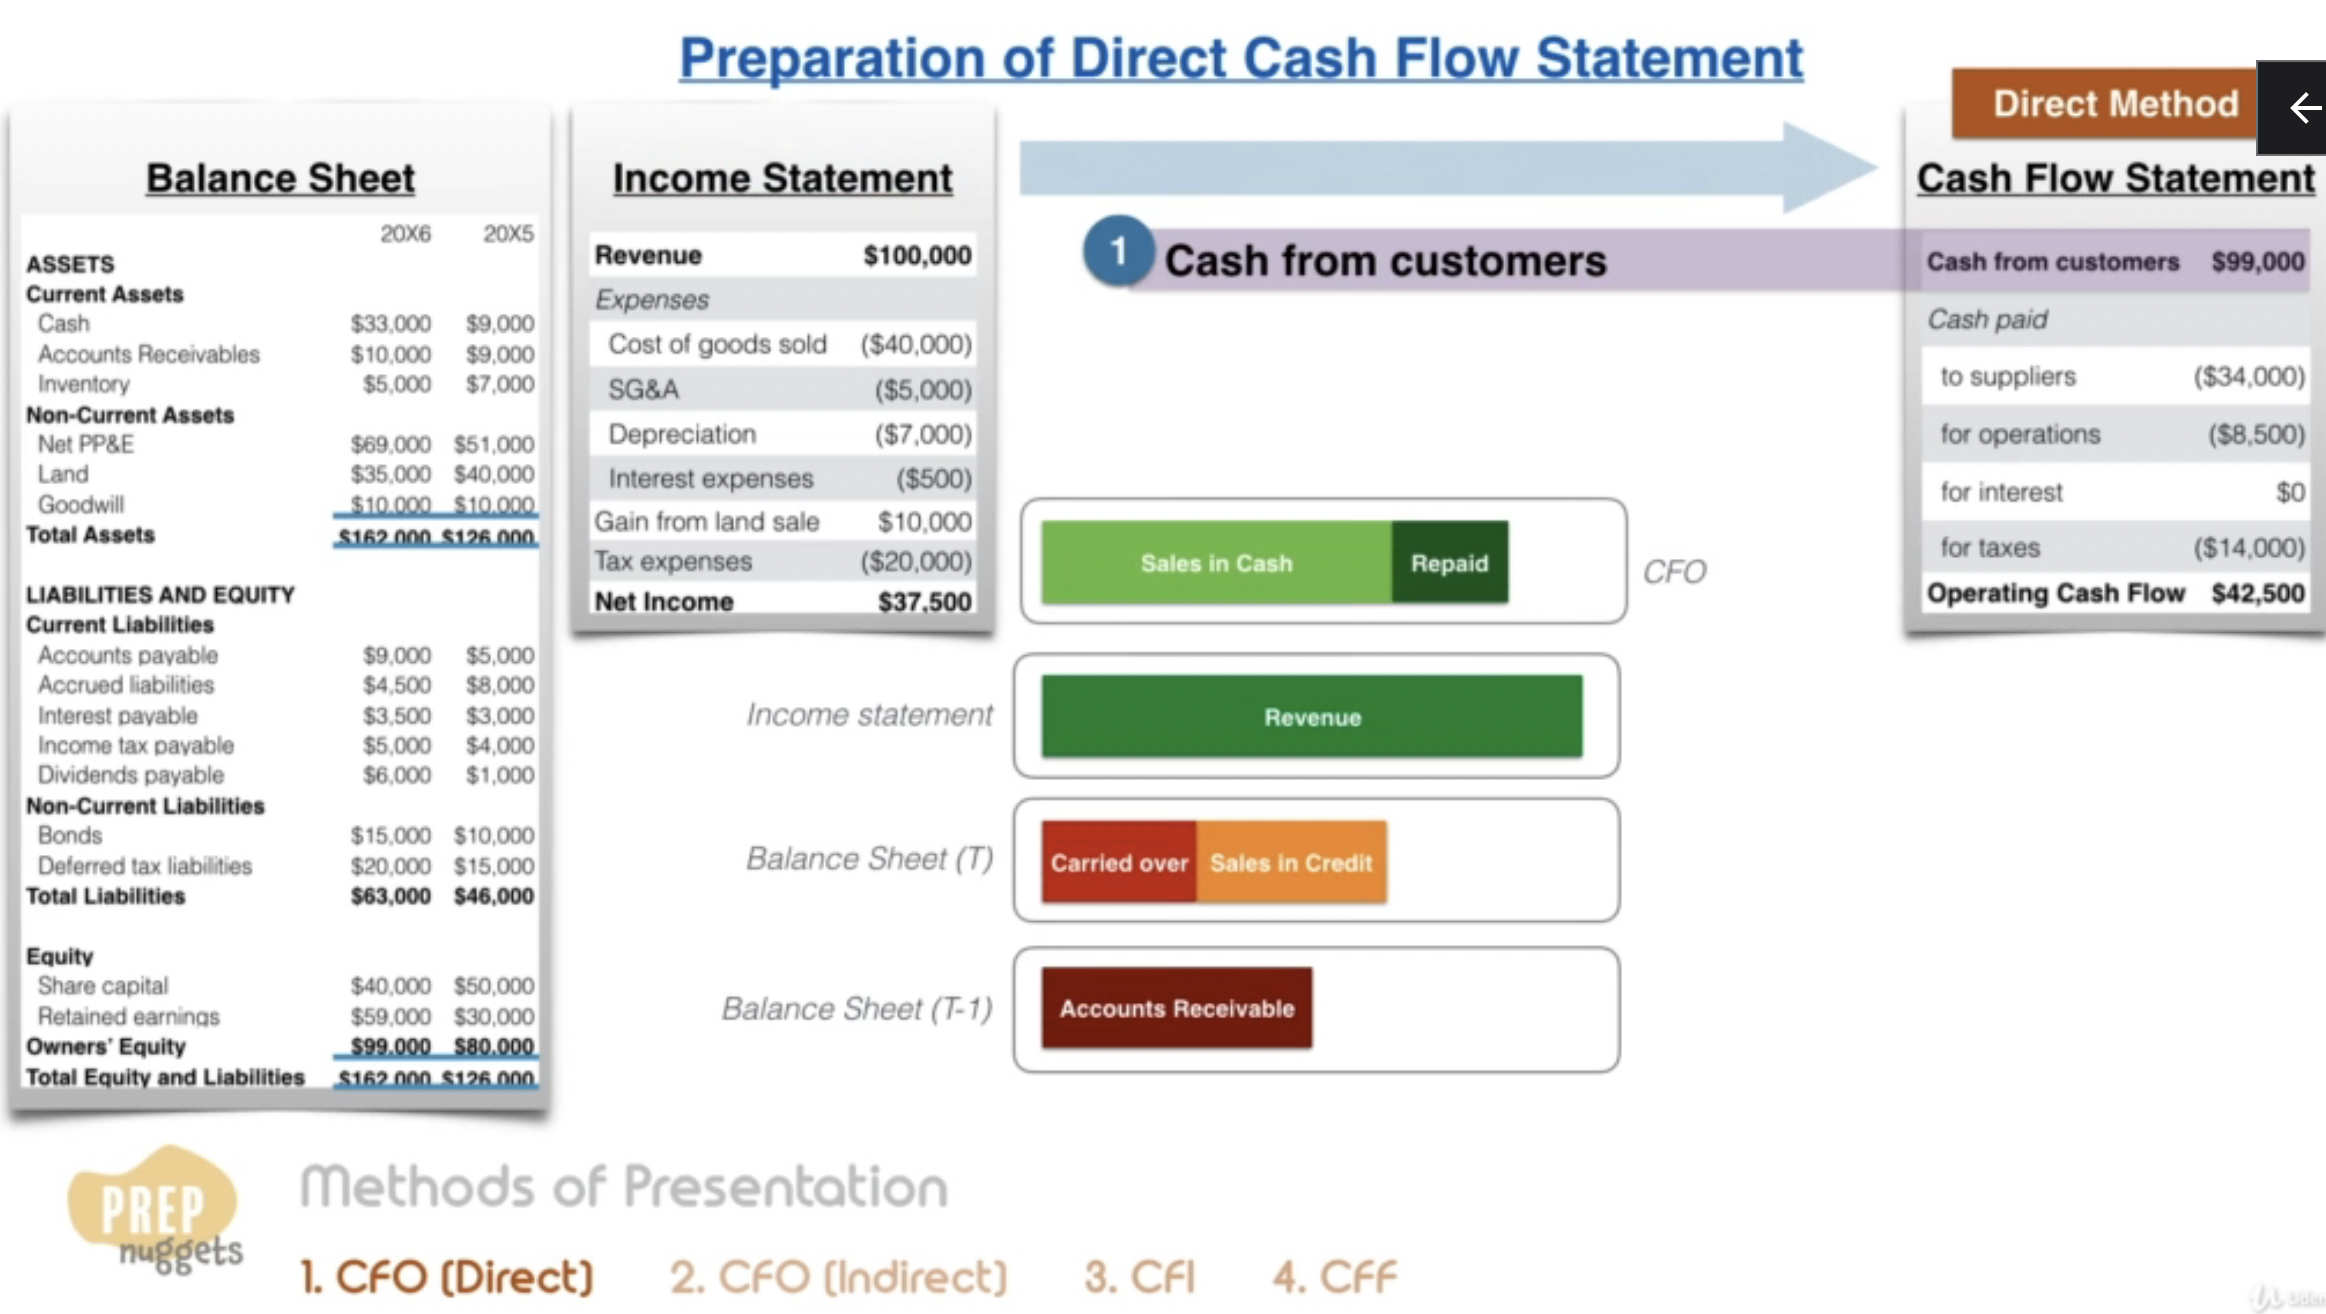 Preparation of Direct Cash Flow Statement
Direct Method
Balance Sheet
20X6 20X5
ASSETS
Current Assets
Cash $33,000 $9,000
Accounts Receivables $10,000 $9,000
Inventory $5,000 $7,000
Non-Current Assets
Net PP&E $69,000 $51,000
Land $35,000 $40,000
Goodwill $10,000 $10,000
Total Assets $162,000 $126,000
LIABILITIES AND EQUITY
Current Liabilities
Accounts payable $9,000 $5,000
Accrued liabilities $4,500 $8,000
Interest payable $3,500 $3,000
Income tax payable $5,000 $4,000
Dividends payable $6,000 $1,000
Non-Current Liabilities
Bonds $15,000 $10,000
Deferred tax liabilities $20,000 $15,000
Total Liabilities $63,000 $46,000
Equity
Share capital $40,000 $50,000
Retained earnings $59,000 $30,000
Owners' Equity $99,000 $80,000
Total Equity and Liabilities $162,000 $126,000
Income Statement
Revenue $100,000
Expenses
Cost of goods sold ($40,000)
SG&A ($5,000)
Depreciation ($7,000)
Interest expenses ($500)
Gain from land sale $10,000
Tax expenses ($20,000)
Net Income $37,500
1 Cash from customers
Sales in Cash Repaid CFO
Income statement Revenue
Balance Sheet (T) Carried over Sales in Credit
Balance Sheet (T-1) Accounts Receivable
Cash Flow Statement
Cash from customers $99,000
Cash paid
to suppliers ($34,000)
for operations ($8,500)
for interest $0
for taxes ($14,000)
Operating Cash Flow $42,500
PREP
nuggets
Methods of Presentation
1. CFO (Direct) 2. CFO (Indirect) 3. CFI 4. CFF